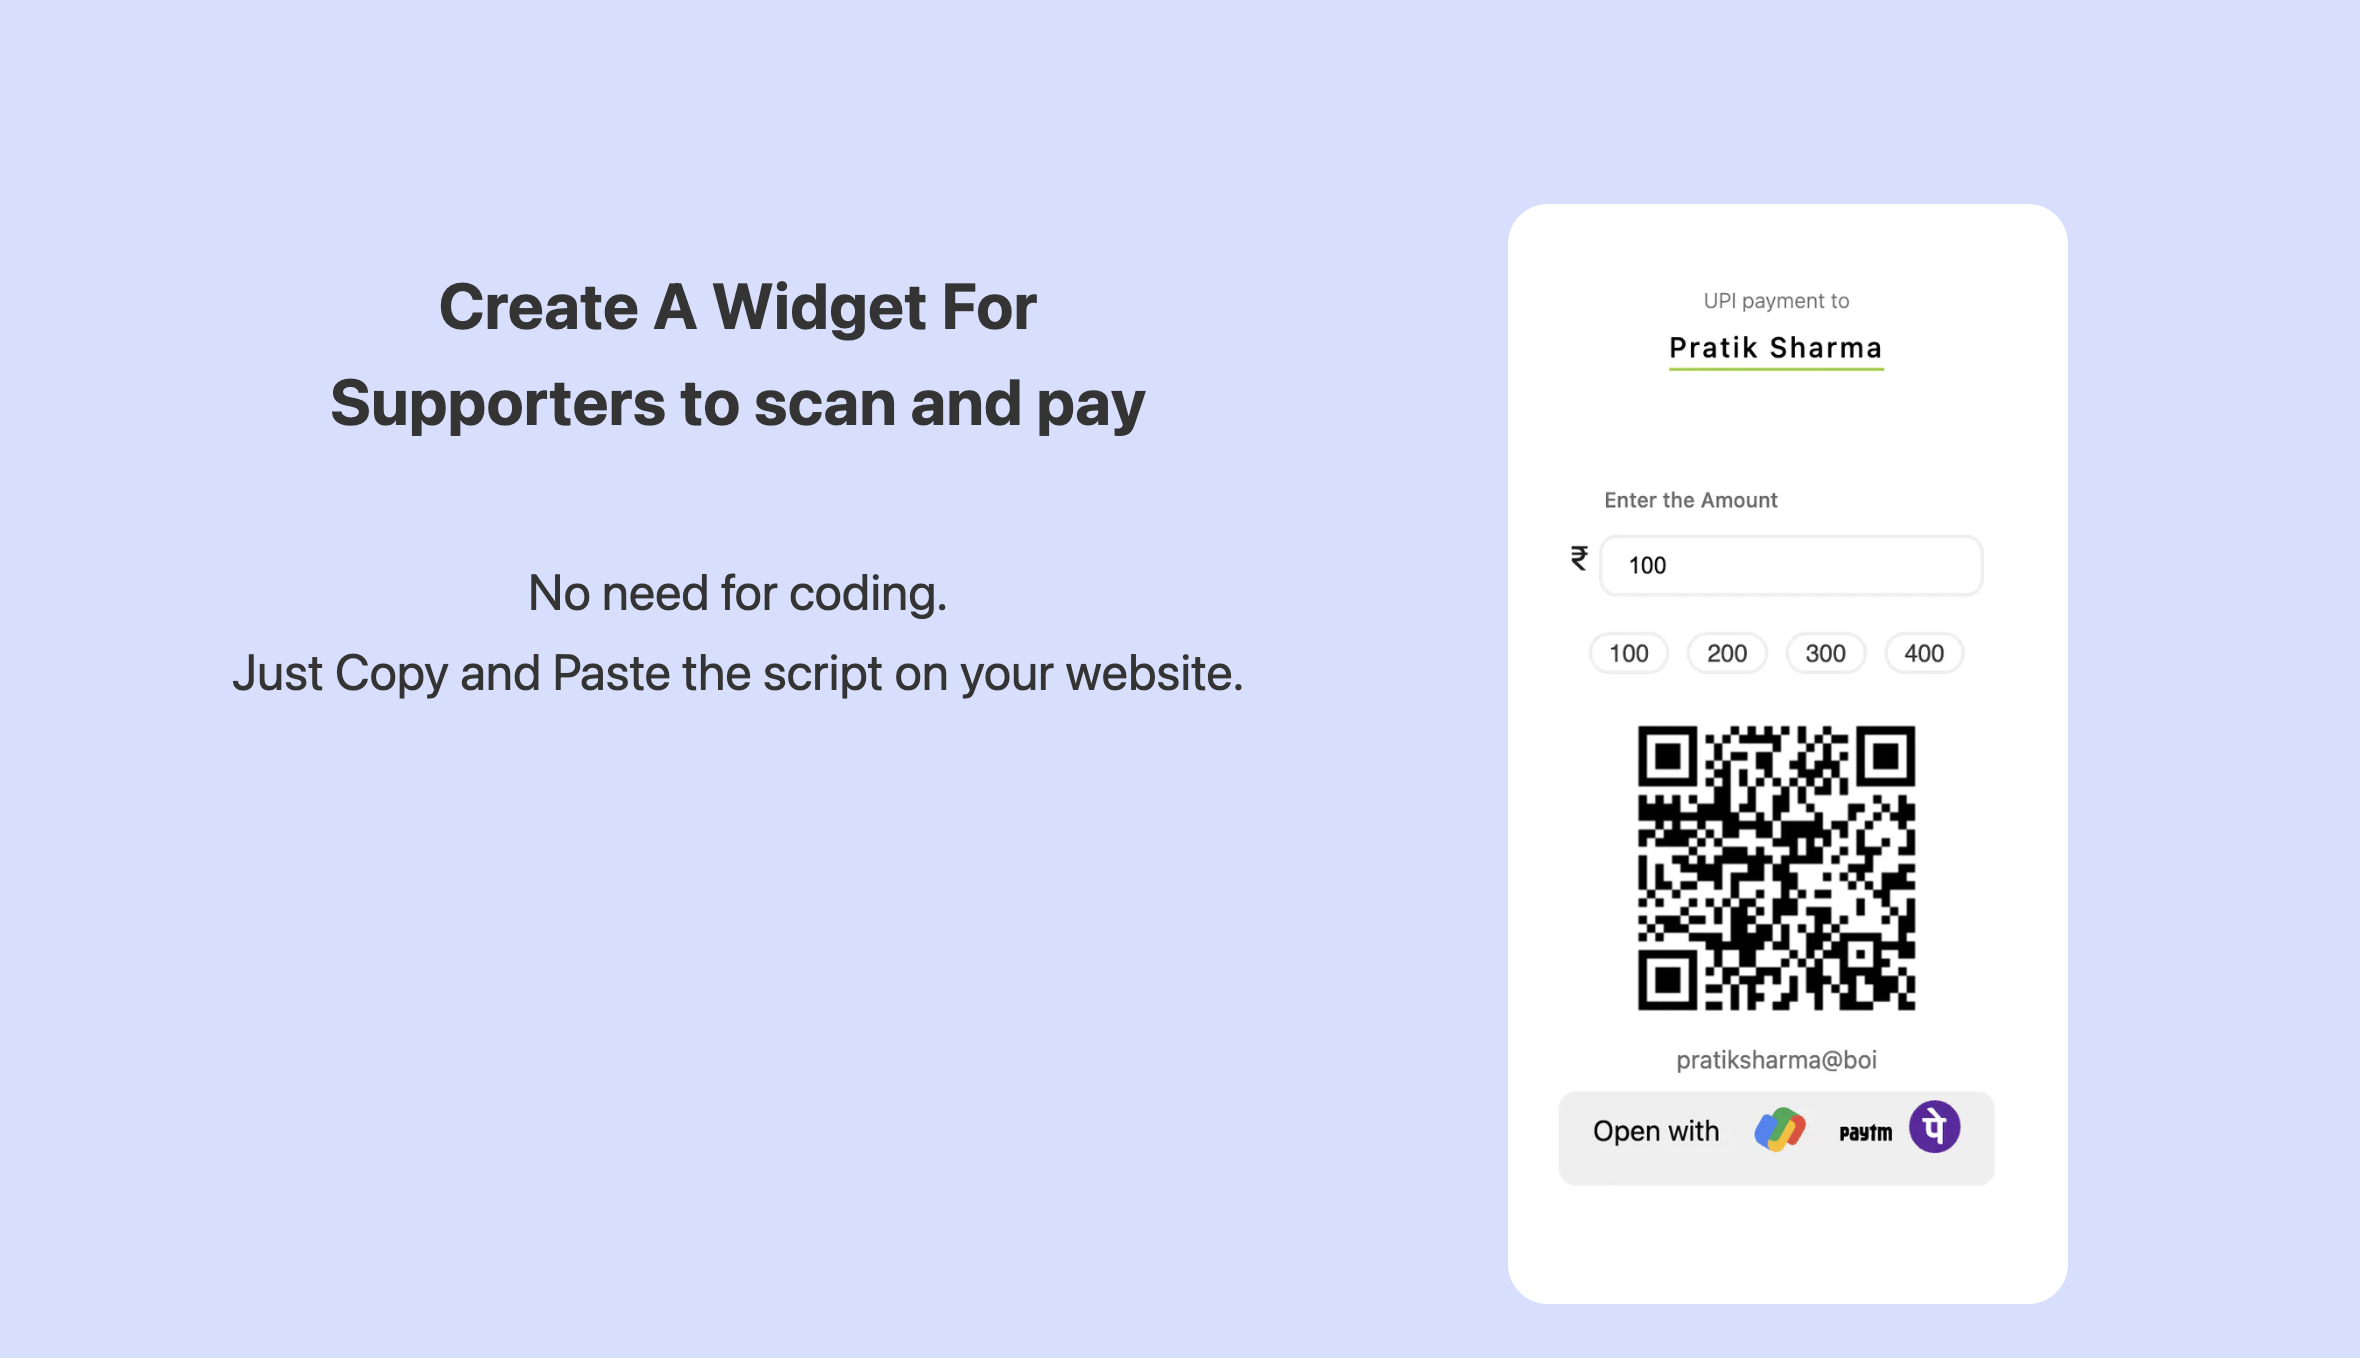 Create A Widget For
Supporters to scan and pay
No need for coding.
Just Copy and Paste the script on your website.
UPI payment to
Pratik Sharma
Enter the Amount
₹ 100
100 200 300 400
pratiksharma@boi
Open with paytm पे